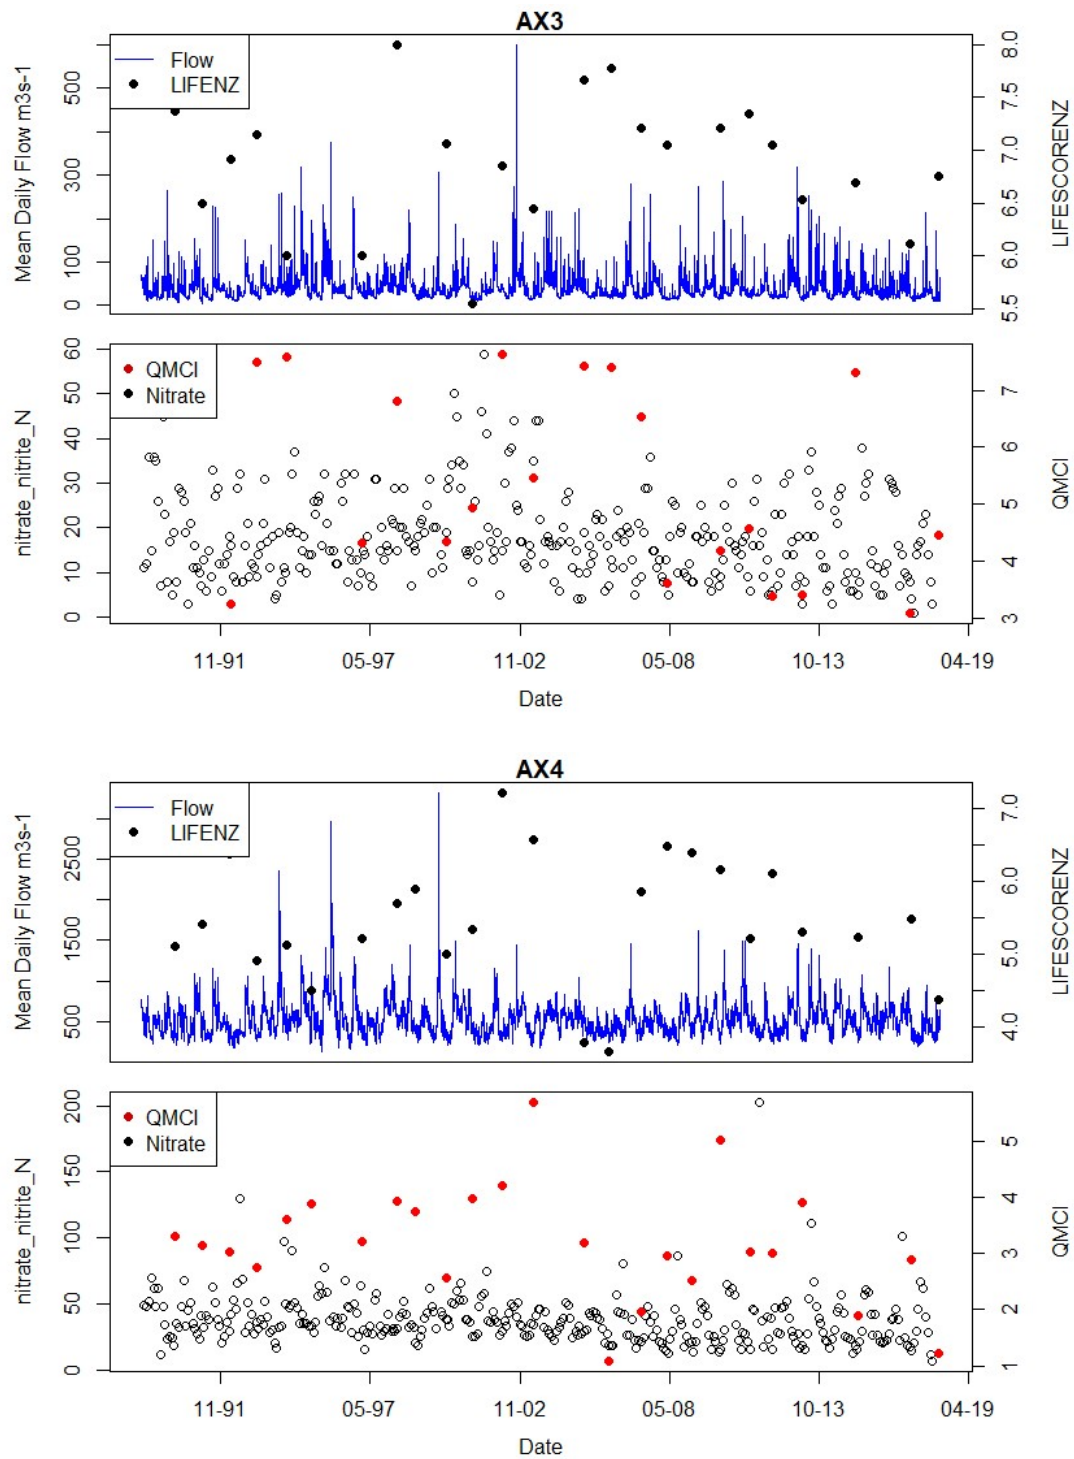 AX3
Flow
LIFENZ
Mean Daily Flow m3s-1
0
100
300
500
5.5
6.0
6.5
7.0
7.5
8.0
LIFESCORENZ
QMCI
Nitrate
nitrate_nitrite_N
0
10
20
30
40
50
60
3
4
5
6
7
QMCI
11-91
05-97
11-02
05-08
10-13
04-19
Date
AX4
Flow
LIFENZ
Mean Daily Flow m3s-1
500
1500
2500
4.0
5.0
6.0
7.0
LIFESCORENZ
QMCI
Nitrate
nitrate_nitrite_N
0
50
100
150
200
1
2
3
4
5
QMCI
11-91
05-97
11-02
05-08
10-13
04-19
Date